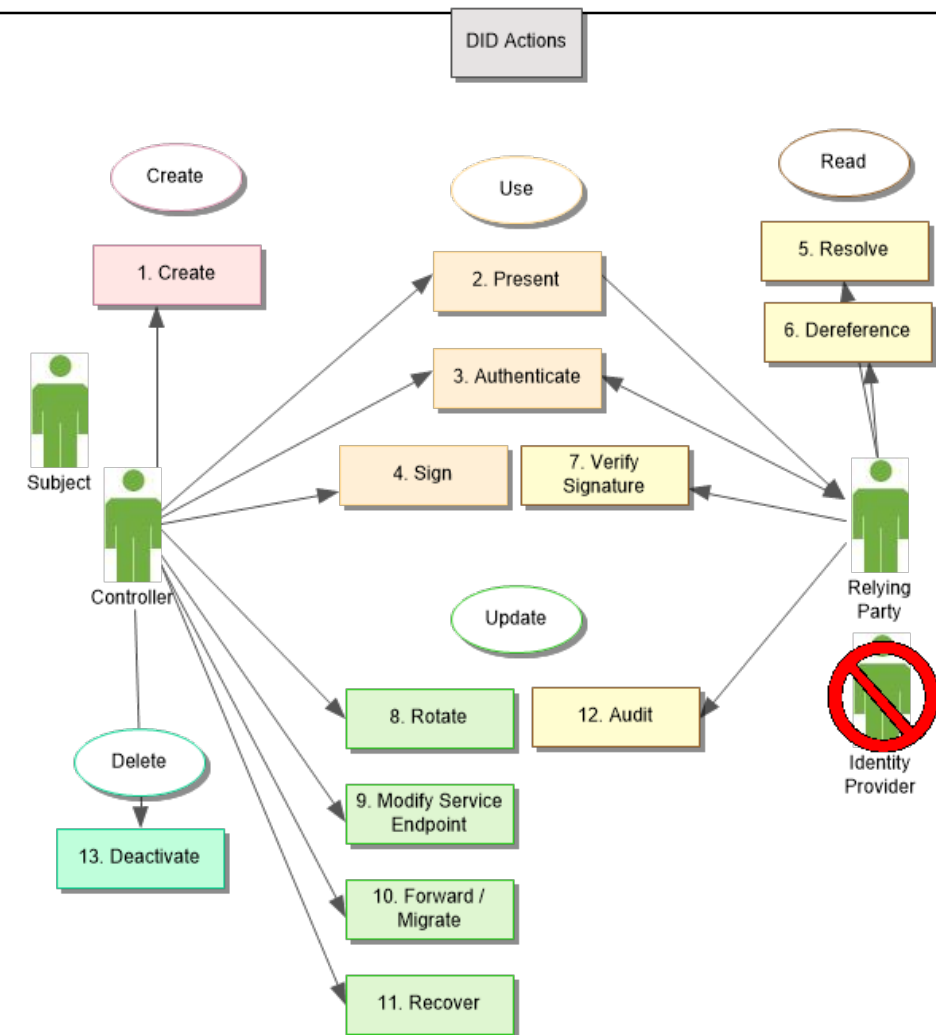 DID Actions
Create
Use
Read
1. Create
2. Present
5. Resolve
6. Dereference
3. Authenticate
4. Sign
7. Verify
Signature
Subject
Controller
Relying
Party
Update
8. Rotate
12. Audit
Identity
Provider
Delete
9. Modify Service
Endpoint
13. Deactivate
10. Forward /
Migrate
11. Recover